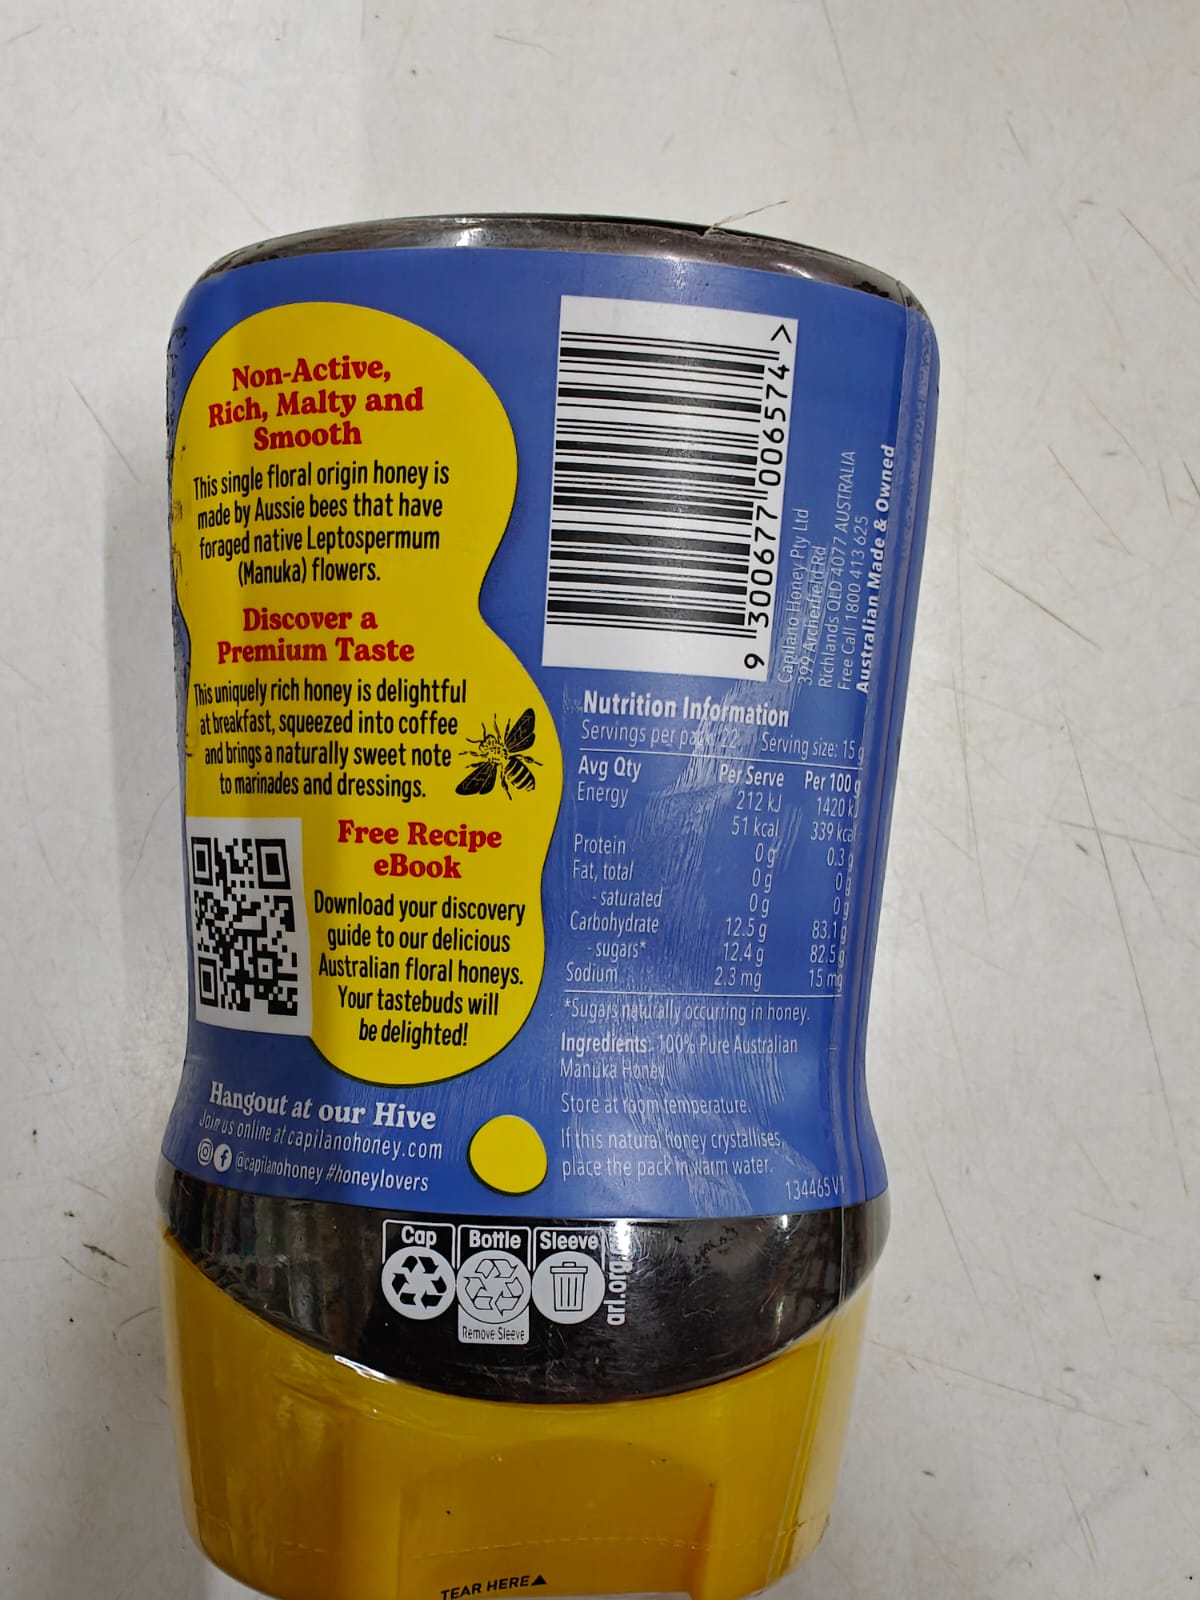 Non-Active,
Rich, Malty and
Smooth
This single floral origin honey is
made by Aussie bees that have
foraged native Leptospermum
(Manuka) flowers.
Discover a
Premium Taste
This uniquely rich honey is delightful
at breakfast, squeezed into coffee
and brings a naturally sweet note
to marinades and dressings.
Free Recipe
eBook
Download your discovery
guide to our delicious
Australian floral honeys.
Your tastebuds will
be delighted!
Hangout at our Hive
Join us online at capilanohoney.com
@capilanohoney #honeylovers
9 300677 006574 >
Capilano Honey Pty Ltd
399 Archerfield Rd
Richlands QLD 4077 AUSTRALIA
Free Call 1800 413 625
Australian Made & Owned
Nutrition Information
Servings per pack: 22 Serving size: 15 g
Avg Qty Per Serve Per 100 g
Energy 212 kJ 1420 kJ
51 kcal 339 kcal
Protein 0 g 0.3 g
Fat, total 0 g 0 g
- saturated 0 g 0 g
Carbohydrate 12.5 g 83.1 g
- sugars* 12.4 g 82.5 g
Sodium 2.3 mg 15 mg
*Sugars naturally occurring in honey.
Ingredients: 100% Pure Australian
Manuka Honey
Store at room temperature.
If this natural honey crystallises,
place the pack in warm water.
134465 V1
Cap Bottle Sleeve
Remove Sleeve
arl.org
TEAR HERE▲